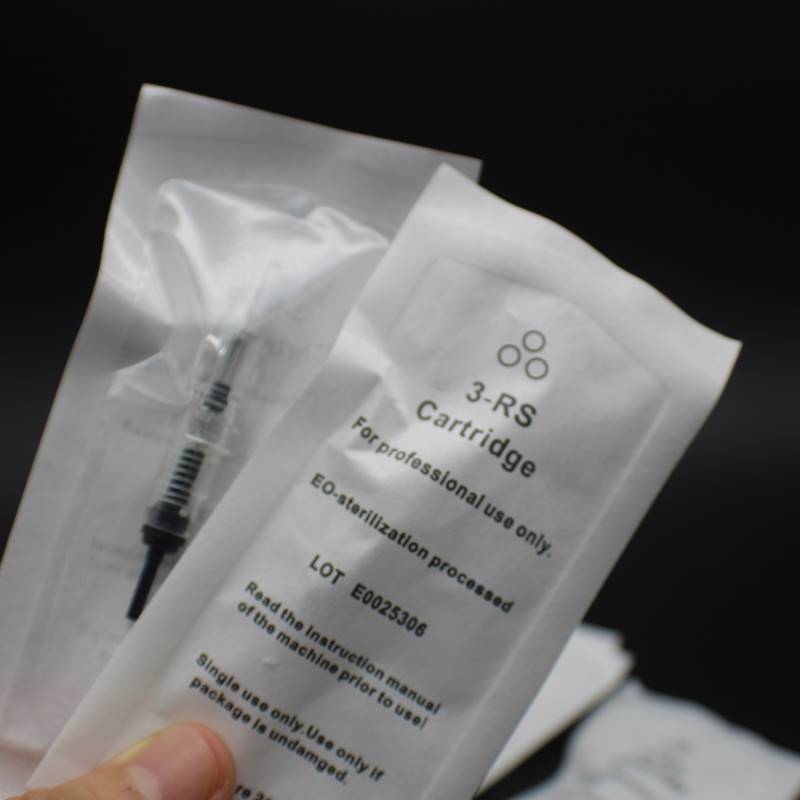 3-RS
Cartridge
For professional use only.
EO-sterilization processed
LOT E0025306
Read the instruction manual
of the machine prior to use!
Single use only.Use only if
package is undamged.